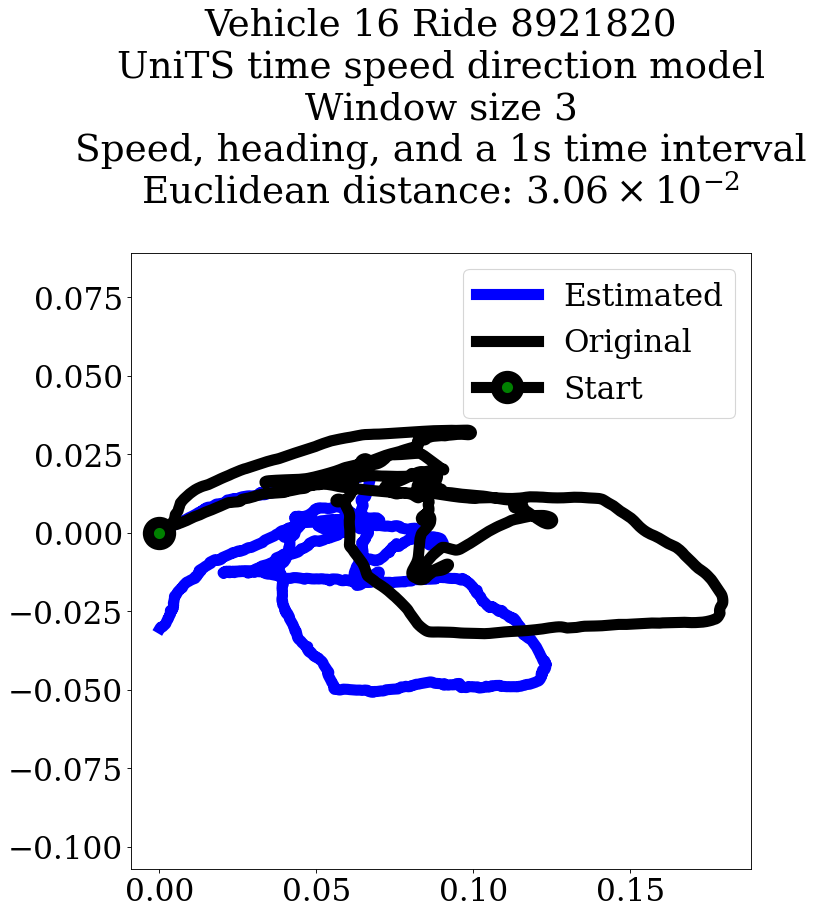 Vehicle 16 Ride 8921820
UniTS time speed direction model
Window size 3
Speed, heading, and a 1s time interval
Euclidean distance: 3.06 × 10⁻²
Estimated
Original
Start
0.075
0.050
0.025
0.000
−0.025
−0.050
−0.075
−0.100
0.00 0.05 0.10 0.15